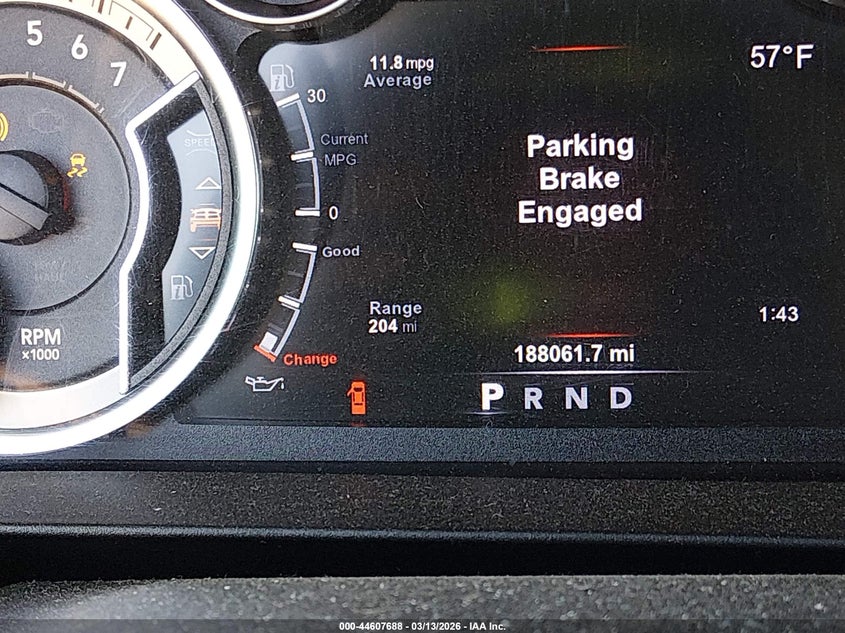 5
6
7
RPM
x1000
SPEED
11.8 mpg
Average
30
Current
MPG
0
Good
Range
204 mi
Change
57°F
Parking
Brake
Engaged
1:43
188061.7 mi
P R N D
000-44607688 - 03/13/2026 - IAA Inc.